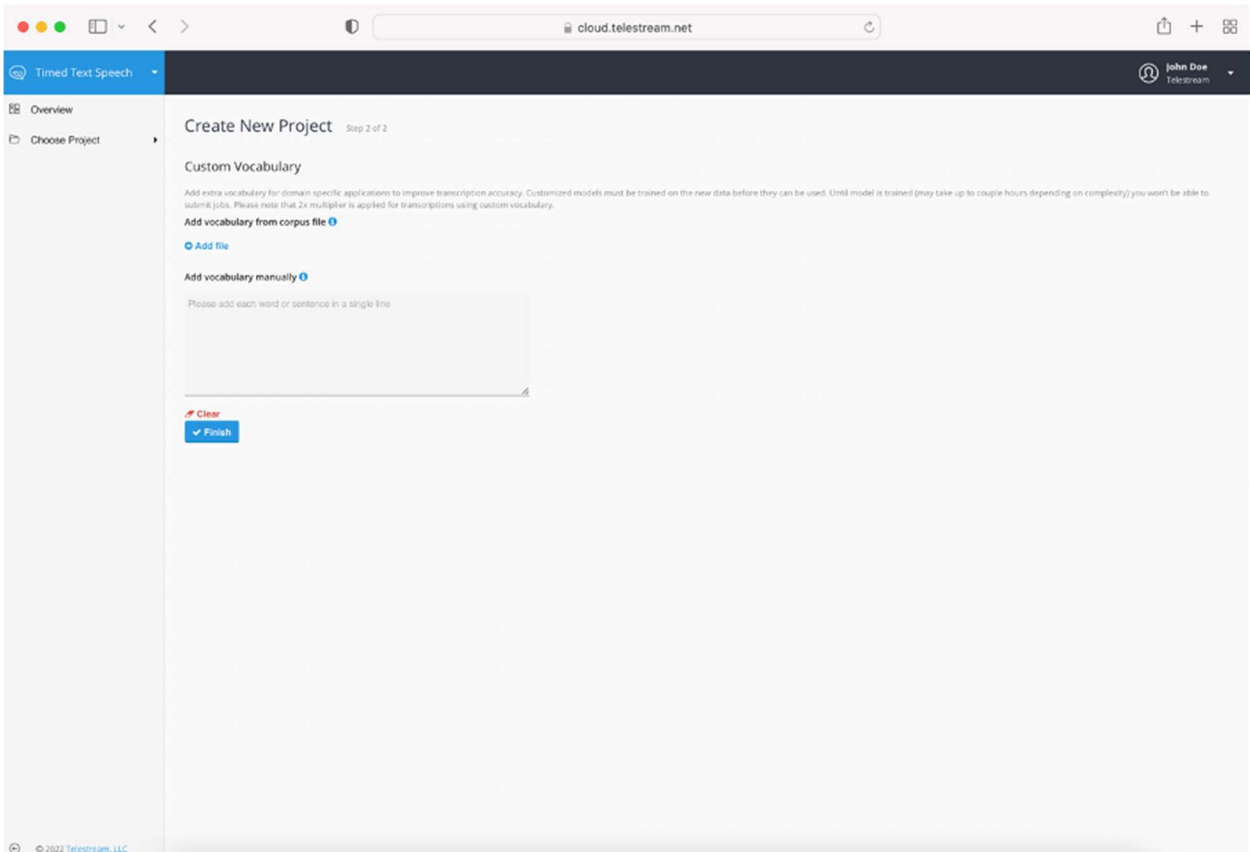 cloud.telestream.net
Timed Text Speech
John Doe
Telestream
Overview
Choose Project
Create New Project Step 2 of 2
Custom Vocabulary
Add extra vocabulary for domain specific applications to improve transcription accuracy. Customized models must be trained on the new data before they can be used. Until model is trained (may take up to couple hours depending on complexity) you won't be able to
submit jobs. Please note that 2x multiplier is applied for transcriptions using custom vocabulary.
Add vocabulary from corpus file
Add file
Add vocabulary manually
Please add each word or sentence in a single line
Clear
Finish
© 2022 Telestream, LLC